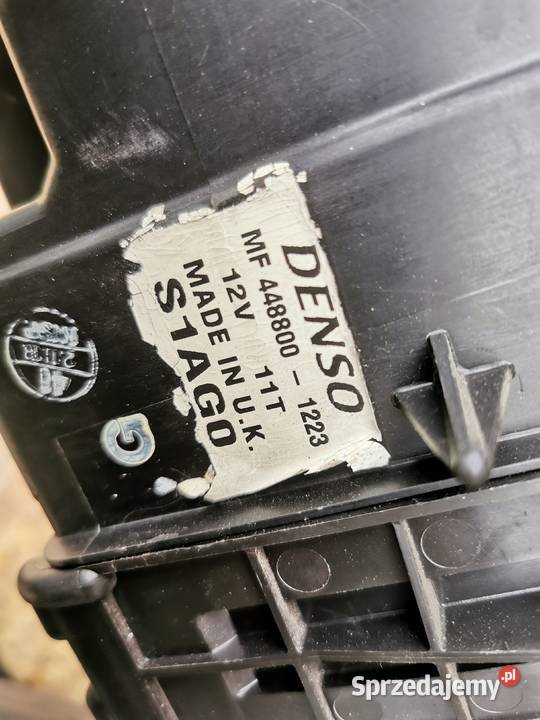 DENSO
MF 448800 - 1223
12V 11T
MADE IN U.K.
S1AG0
G
Sprzedajemy.pl